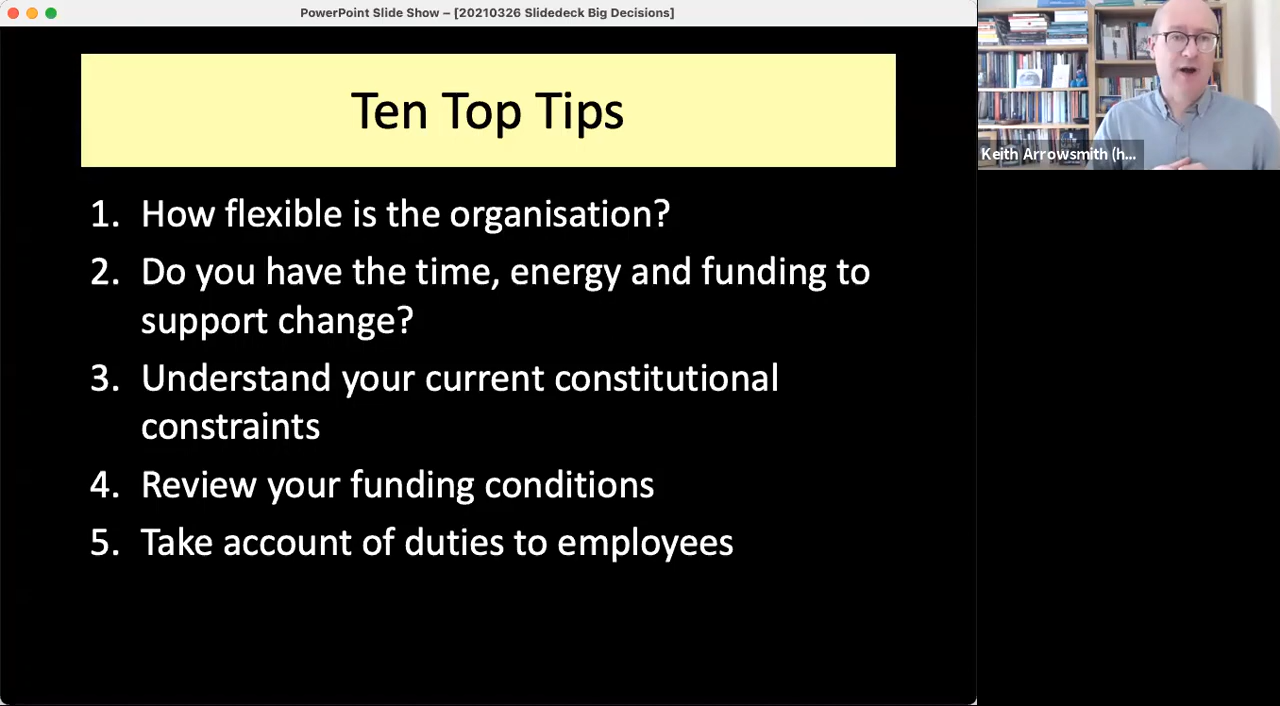 PowerPoint Slide Show – [20210326 Slidedeck Big Decisions]
Ten Top Tips
1. How flexible is the organisation?
2. Do you have the time, energy and funding to
support change?
3. Understand your current constitutional
constraints
4. Review your funding conditions
5. Take account of duties to employees
Keith Arrowsmith (h...